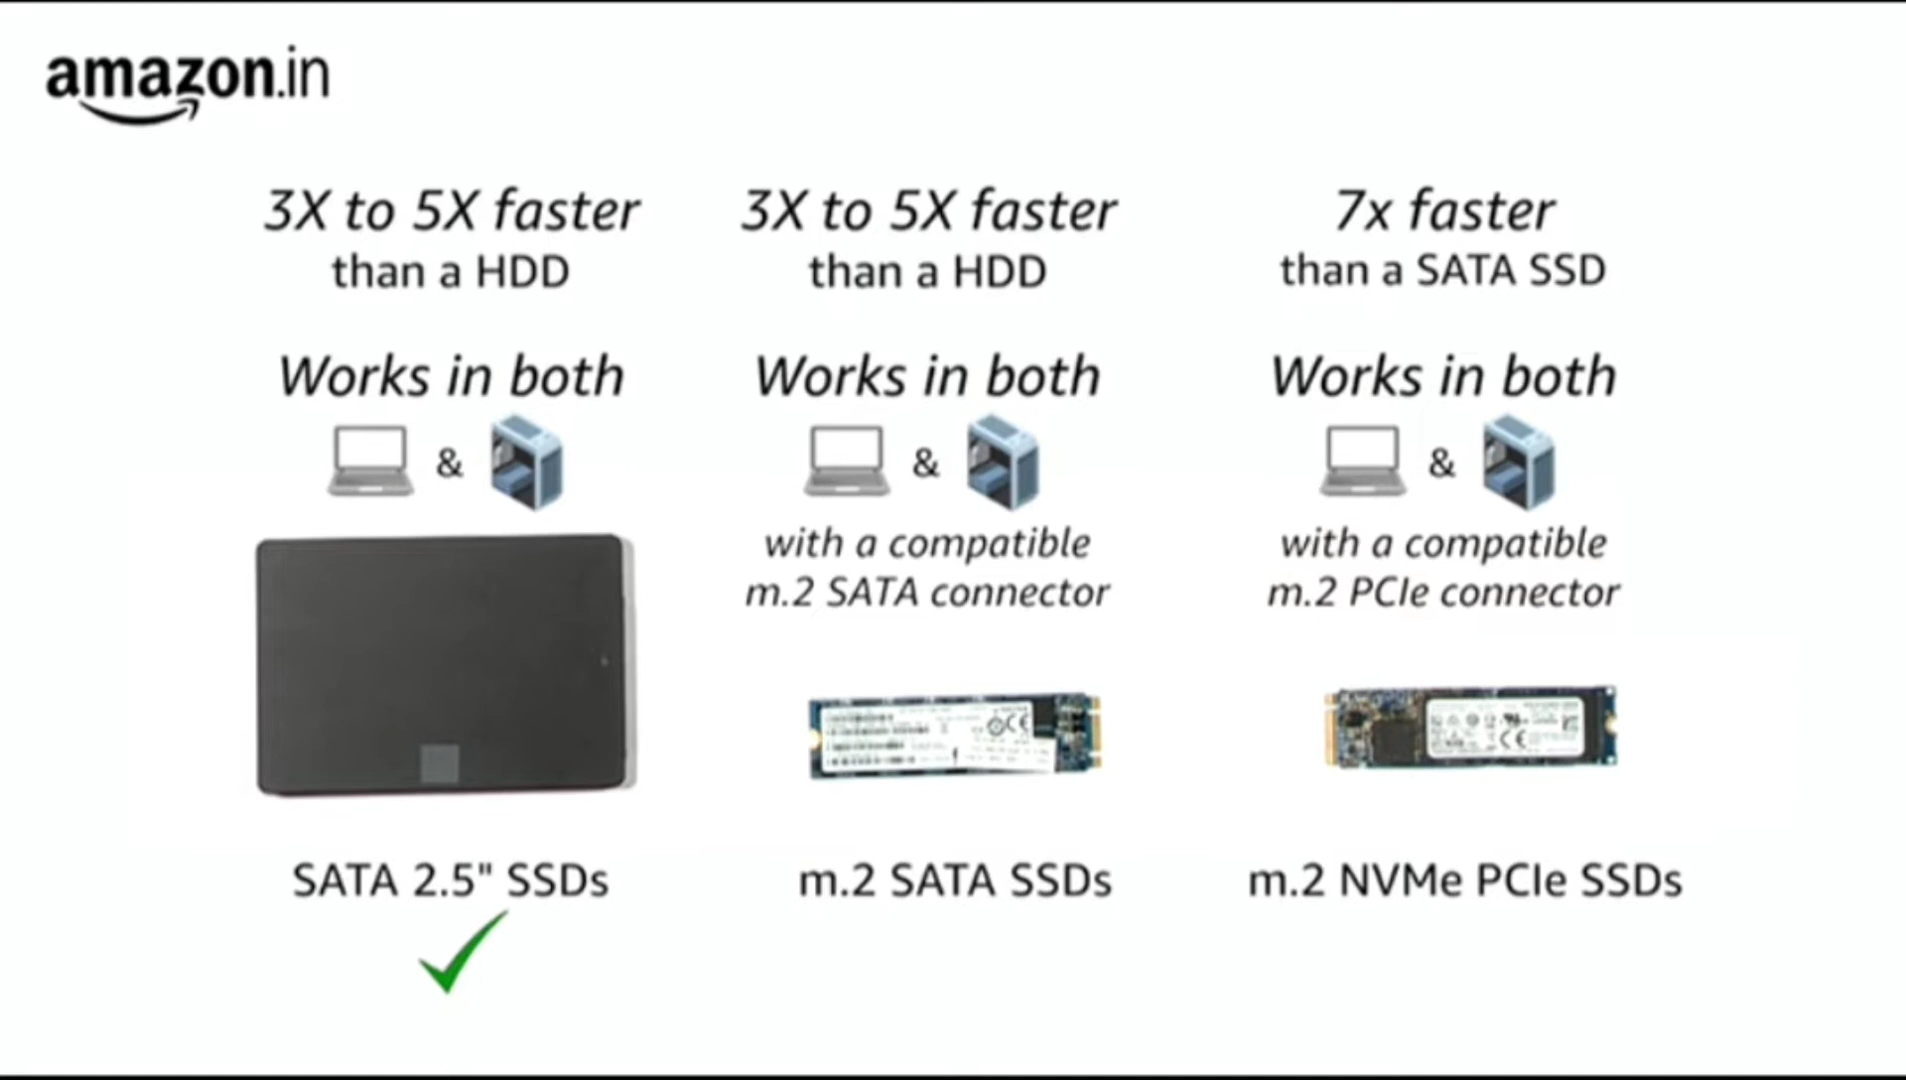 amazon.in
3X to 5X faster
than a HDD
Works in both
&
SATA 2.5" SSDs
3X to 5X faster
than a HDD
Works in both
&
with a compatible
m.2 SATA connector
m.2 SATA SSDs
7x faster
than a SATA SSD
Works in both
&
with a compatible
m.2 PCIe connector
m.2 NVMe PCIe SSDs